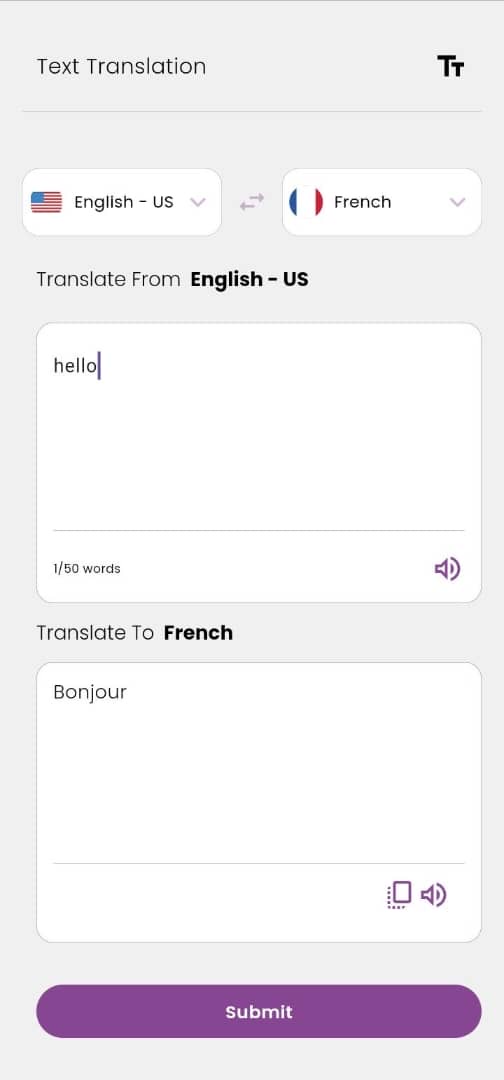 Text Translation
English - US
French
Translate From English - US
hello
1/50 words
Translate To French
Bonjour
Submit